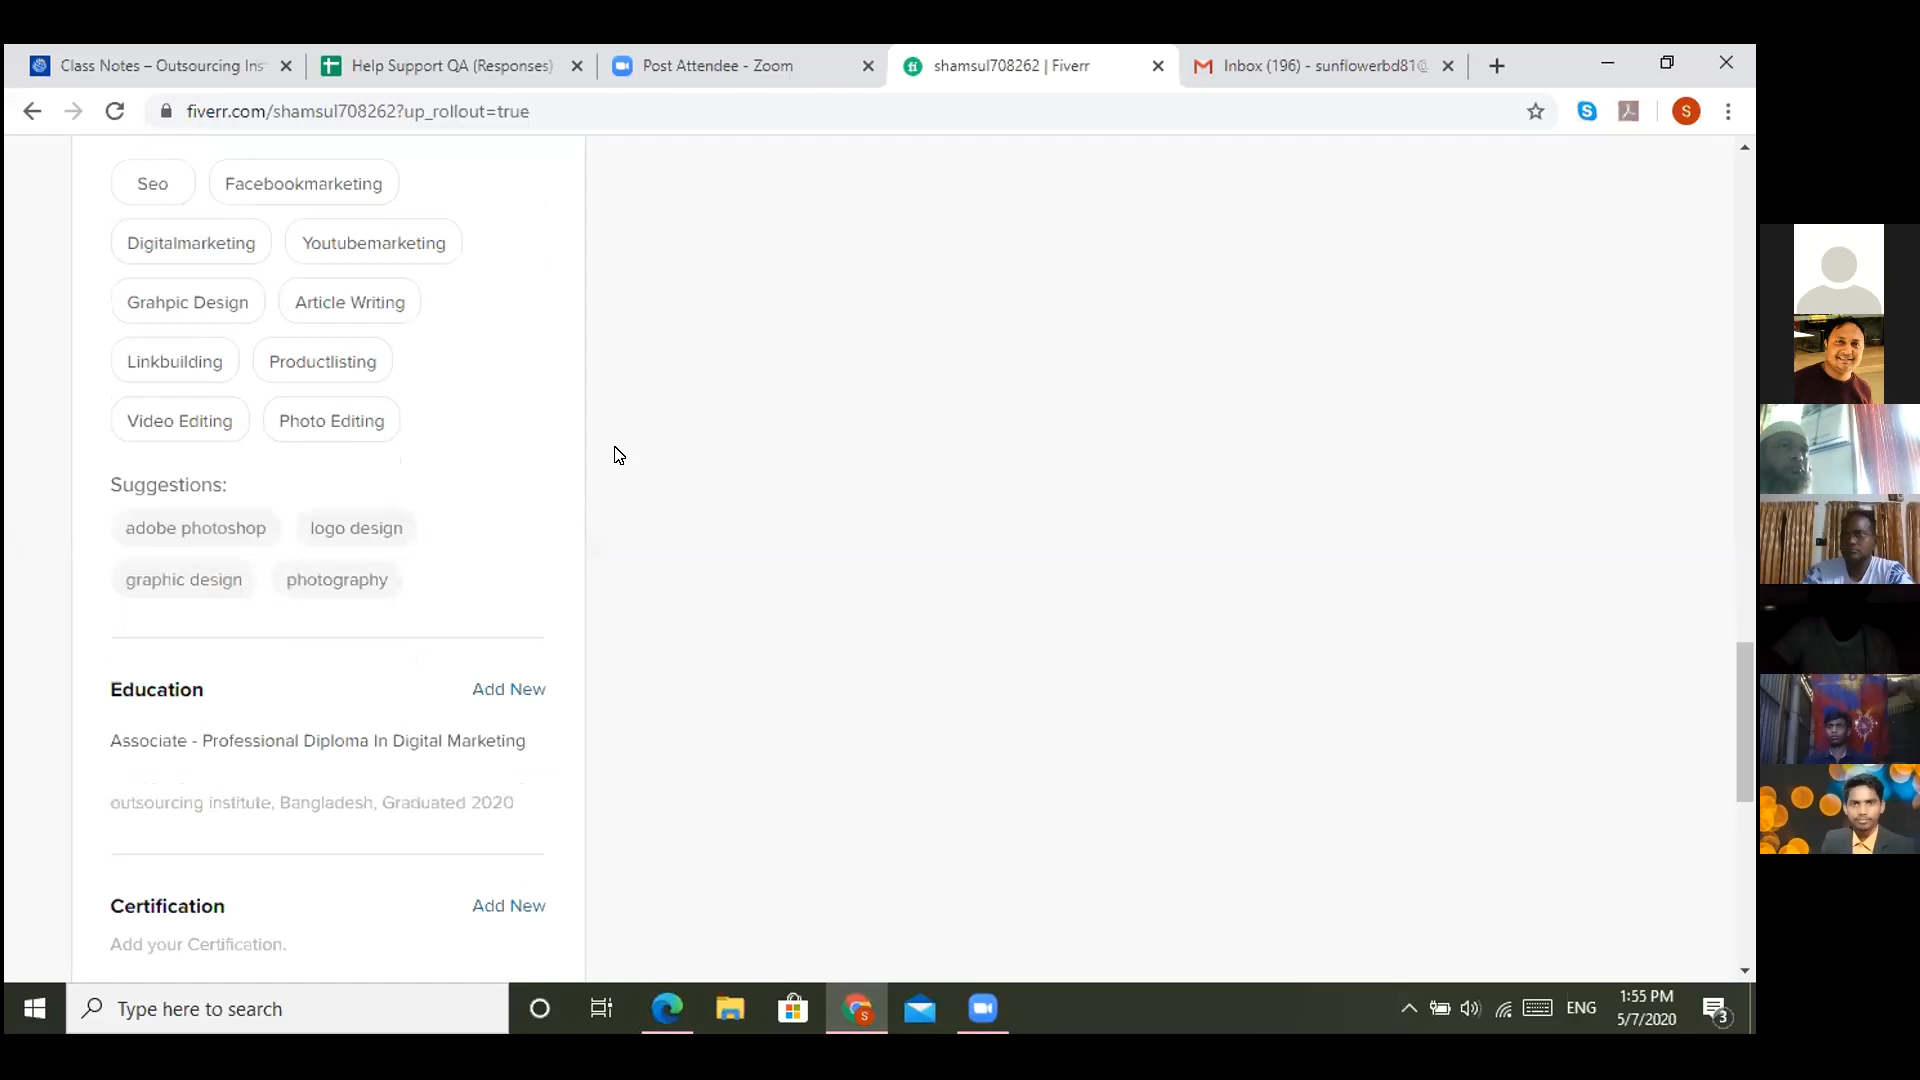 Class Notes – Outsourcing Ins
Help Support QA (Responses)
Post Attendee - Zoom
shamsul708262 | Fiverr
Inbox (196) - sunflowerbd81@
fiverr.com/shamsul708262?up_rollout=true
S
Seo
Facebookmarketing
Digitalmarketing
Youtubemarketing
Grahpic Design
Article Writing
Linkbuilding
Productlisting
Video Editing
Photo Editing
Suggestions:
adobe photoshop
logo design
graphic design
photography
Education
Add New
Associate - Professional Diploma In Digital Marketing
outsourcing institute, Bangladesh, Graduated 2020
Certification
Add New
Add your Certification.
Type here to search
ENG
1:55 PM
5/7/2020
3